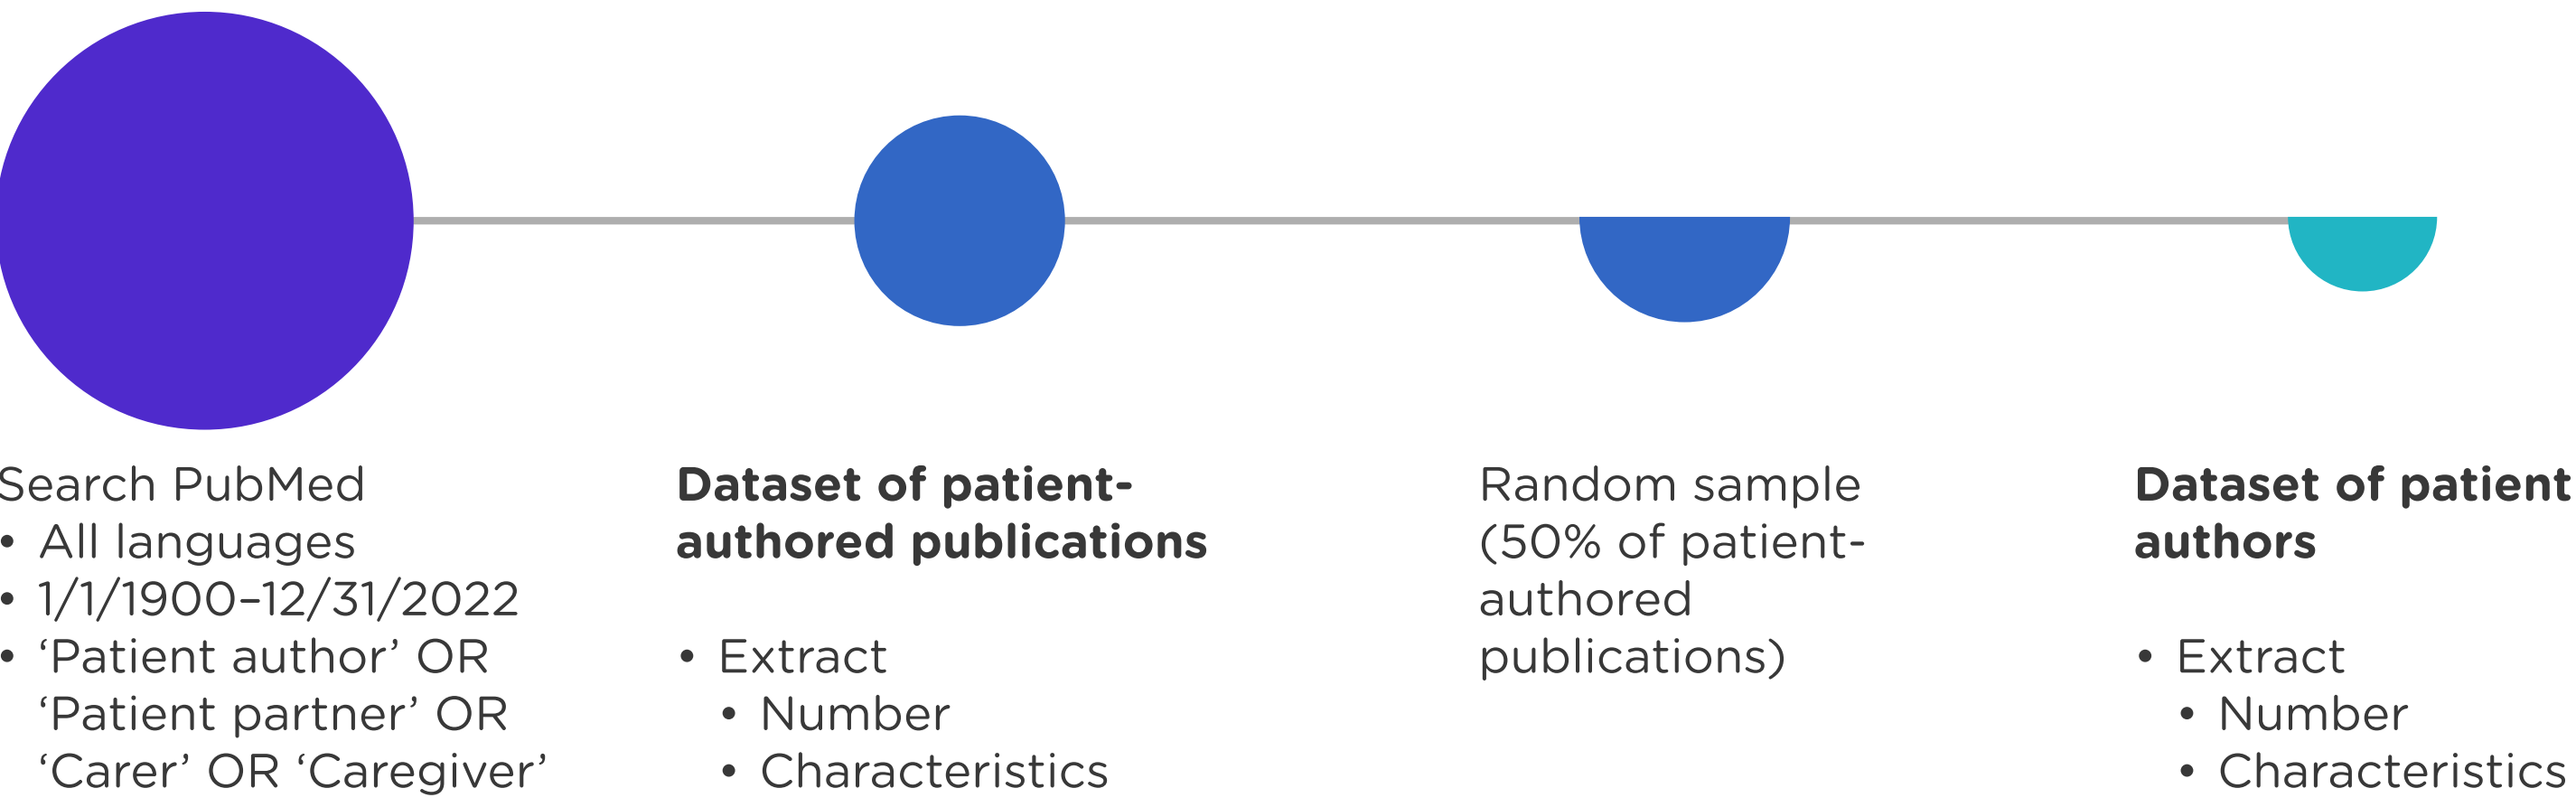 Search PubMed
• All languages
• 1/1/1900–12/31/2022
• ‘Patient author’ OR
‘Patient partner’ OR
‘Carer’ OR ‘Caregiver’
Dataset of patient-
authored publications
• Extract
• Number
• Characteristics
Random sample
(50% of patient-
authored
publications)
Dataset of patient
authors
• Extract
• Number
• Characteristics